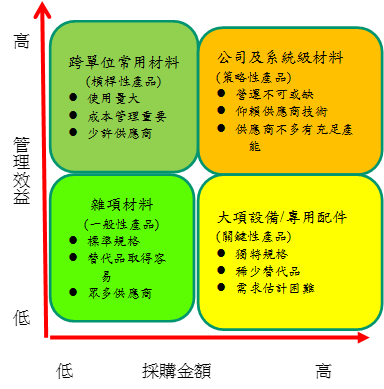 高
管理效益
低
跨單位常用材料
(槓桿性產品)
● 使用量大
● 成本管理重要
● 少許供應商
公司及系統級材料
(策略性產品)
● 營運不可或缺
● 仰賴供應商技術
● 供應商不多有充足產
能
雜項材料
(一般性產品)
● 標準規格
● 替代品取得容
易
● 眾多供應商
大項設備/專用配件
(關鍵性產品)
● 獨特規格
● 稀少替代品
● 需求估計困難
低
採購金額
高